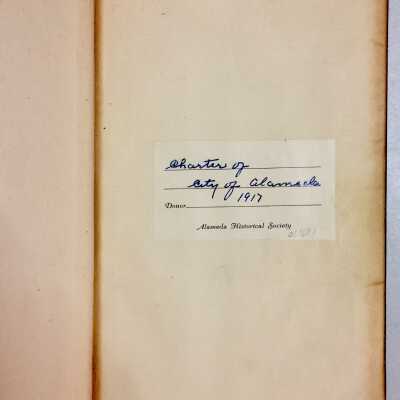 Charter of
City of Alameda
1917
Donor
Alameda Historical Society